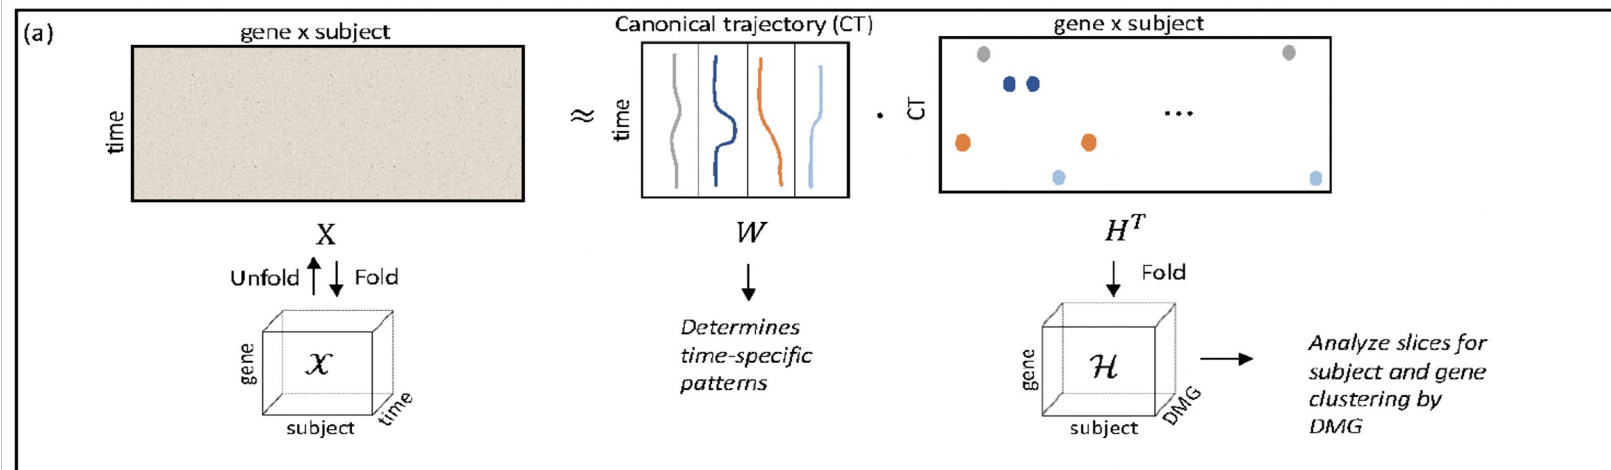 (a)
gene x subject
Canonical trajectory (CT)
gene x subject
time
≈
time
·
CT
...
X
W
H^T
Unfold
Fold
Fold
gene
𝒳
time
subject
Determines
time-specific
patterns
gene
ℋ
DMG
subject
Analyze slices for
subject and gene
clustering by
DMG